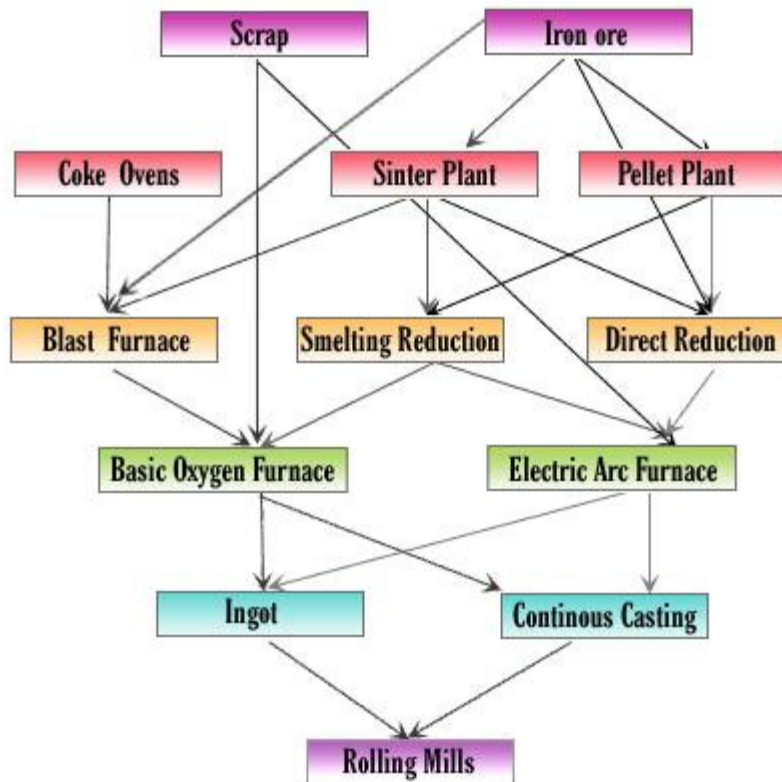 Scrap
Iron ore
Coke Ovens
Sinter Plant
Pellet Plant
Blast Furnace
Smelting Reduction
Direct Reduction
Basic Oxygen Furnace
Electric Arc Furnace
Ingot
Continous Casting
Rolling Mills